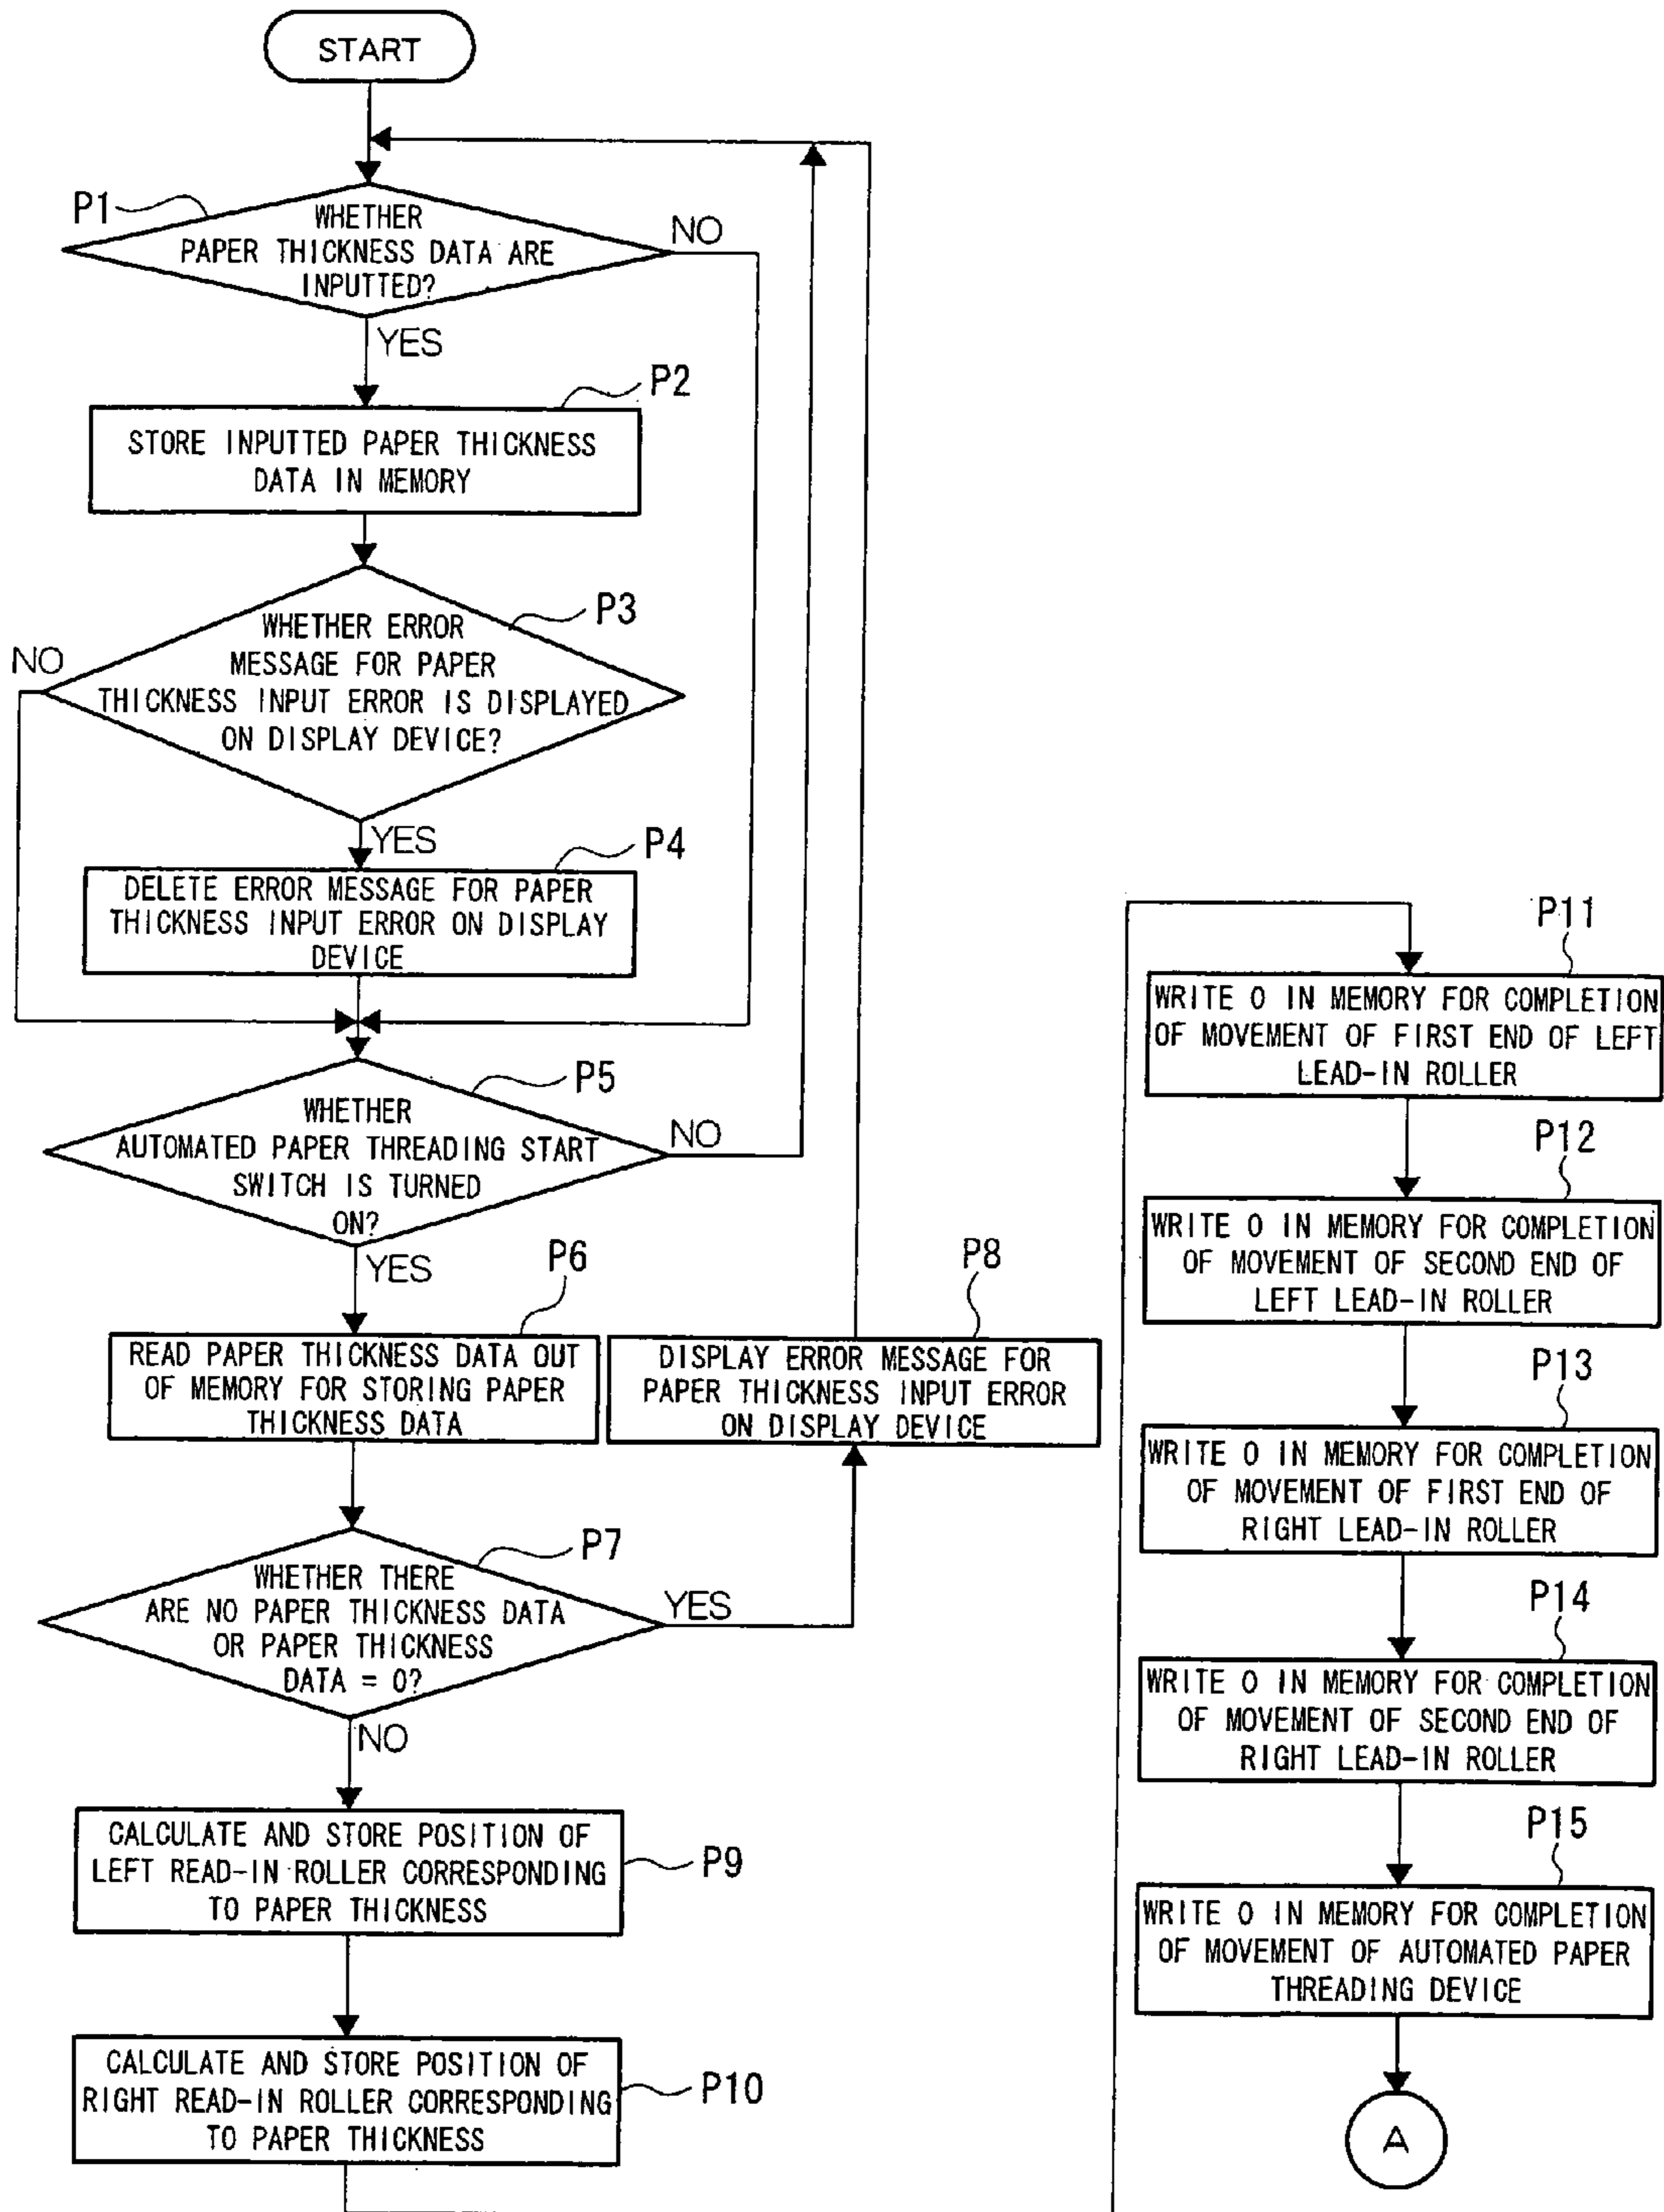 START
P1
WHETHER
PAPER THICKNESS DATA ARE
INPUTTED?
NO
YES
P2
STORE INPUTTED PAPER THICKNESS
DATA IN MEMORY
P3
WHETHER ERROR
MESSAGE FOR PAPER
THICKNESS INPUT ERROR IS DISPLAYED
ON DISPLAY DEVICE?
NO
YES
P4
DELETE ERROR MESSAGE FOR PAPER
THICKNESS INPUT ERROR ON DISPLAY
DEVICE
P5
WHETHER
AUTOMATED PAPER THREADING START
SWITCH IS TURNED
ON?
NO
YES
P6
READ PAPER THICKNESS DATA OUT
OF MEMORY FOR STORING PAPER
THICKNESS DATA
P8
DISPLAY ERROR MESSAGE FOR
PAPER THICKNESS INPUT ERROR
ON DISPLAY DEVICE
P7
WHETHER THERE
ARE NO PAPER THICKNESS DATA
OR PAPER THICKNESS
DATA = 0?
YES
NO
CALCULATE AND STORE POSITION OF
LEFT READ-IN ROLLER CORRESPONDING
TO PAPER THICKNESS
P9
CALCULATE AND STORE POSITION OF
RIGHT READ-IN ROLLER CORRESPONDING
TO PAPER THICKNESS
P10
P11
WRITE 0 IN MEMORY FOR COMPLETION
OF MOVEMENT OF FIRST END OF LEFT
LEAD-IN ROLLER
P12
WRITE 0 IN MEMORY FOR COMPLETION
OF MOVEMENT OF SECOND END OF
LEFT LEAD-IN ROLLER
P13
WRITE 0 IN MEMORY FOR COMPLETION
OF MOVEMENT OF FIRST END OF
RIGHT LEAD-IN ROLLER
P14
WRITE 0 IN MEMORY FOR COMPLETION
OF MOVEMENT OF SECOND END OF
RIGHT LEAD-IN ROLLER
P15
WRITE 0 IN MEMORY FOR COMPLETION
OF MOVEMENT OF AUTOMATED PAPER
THREADING DEVICE
A